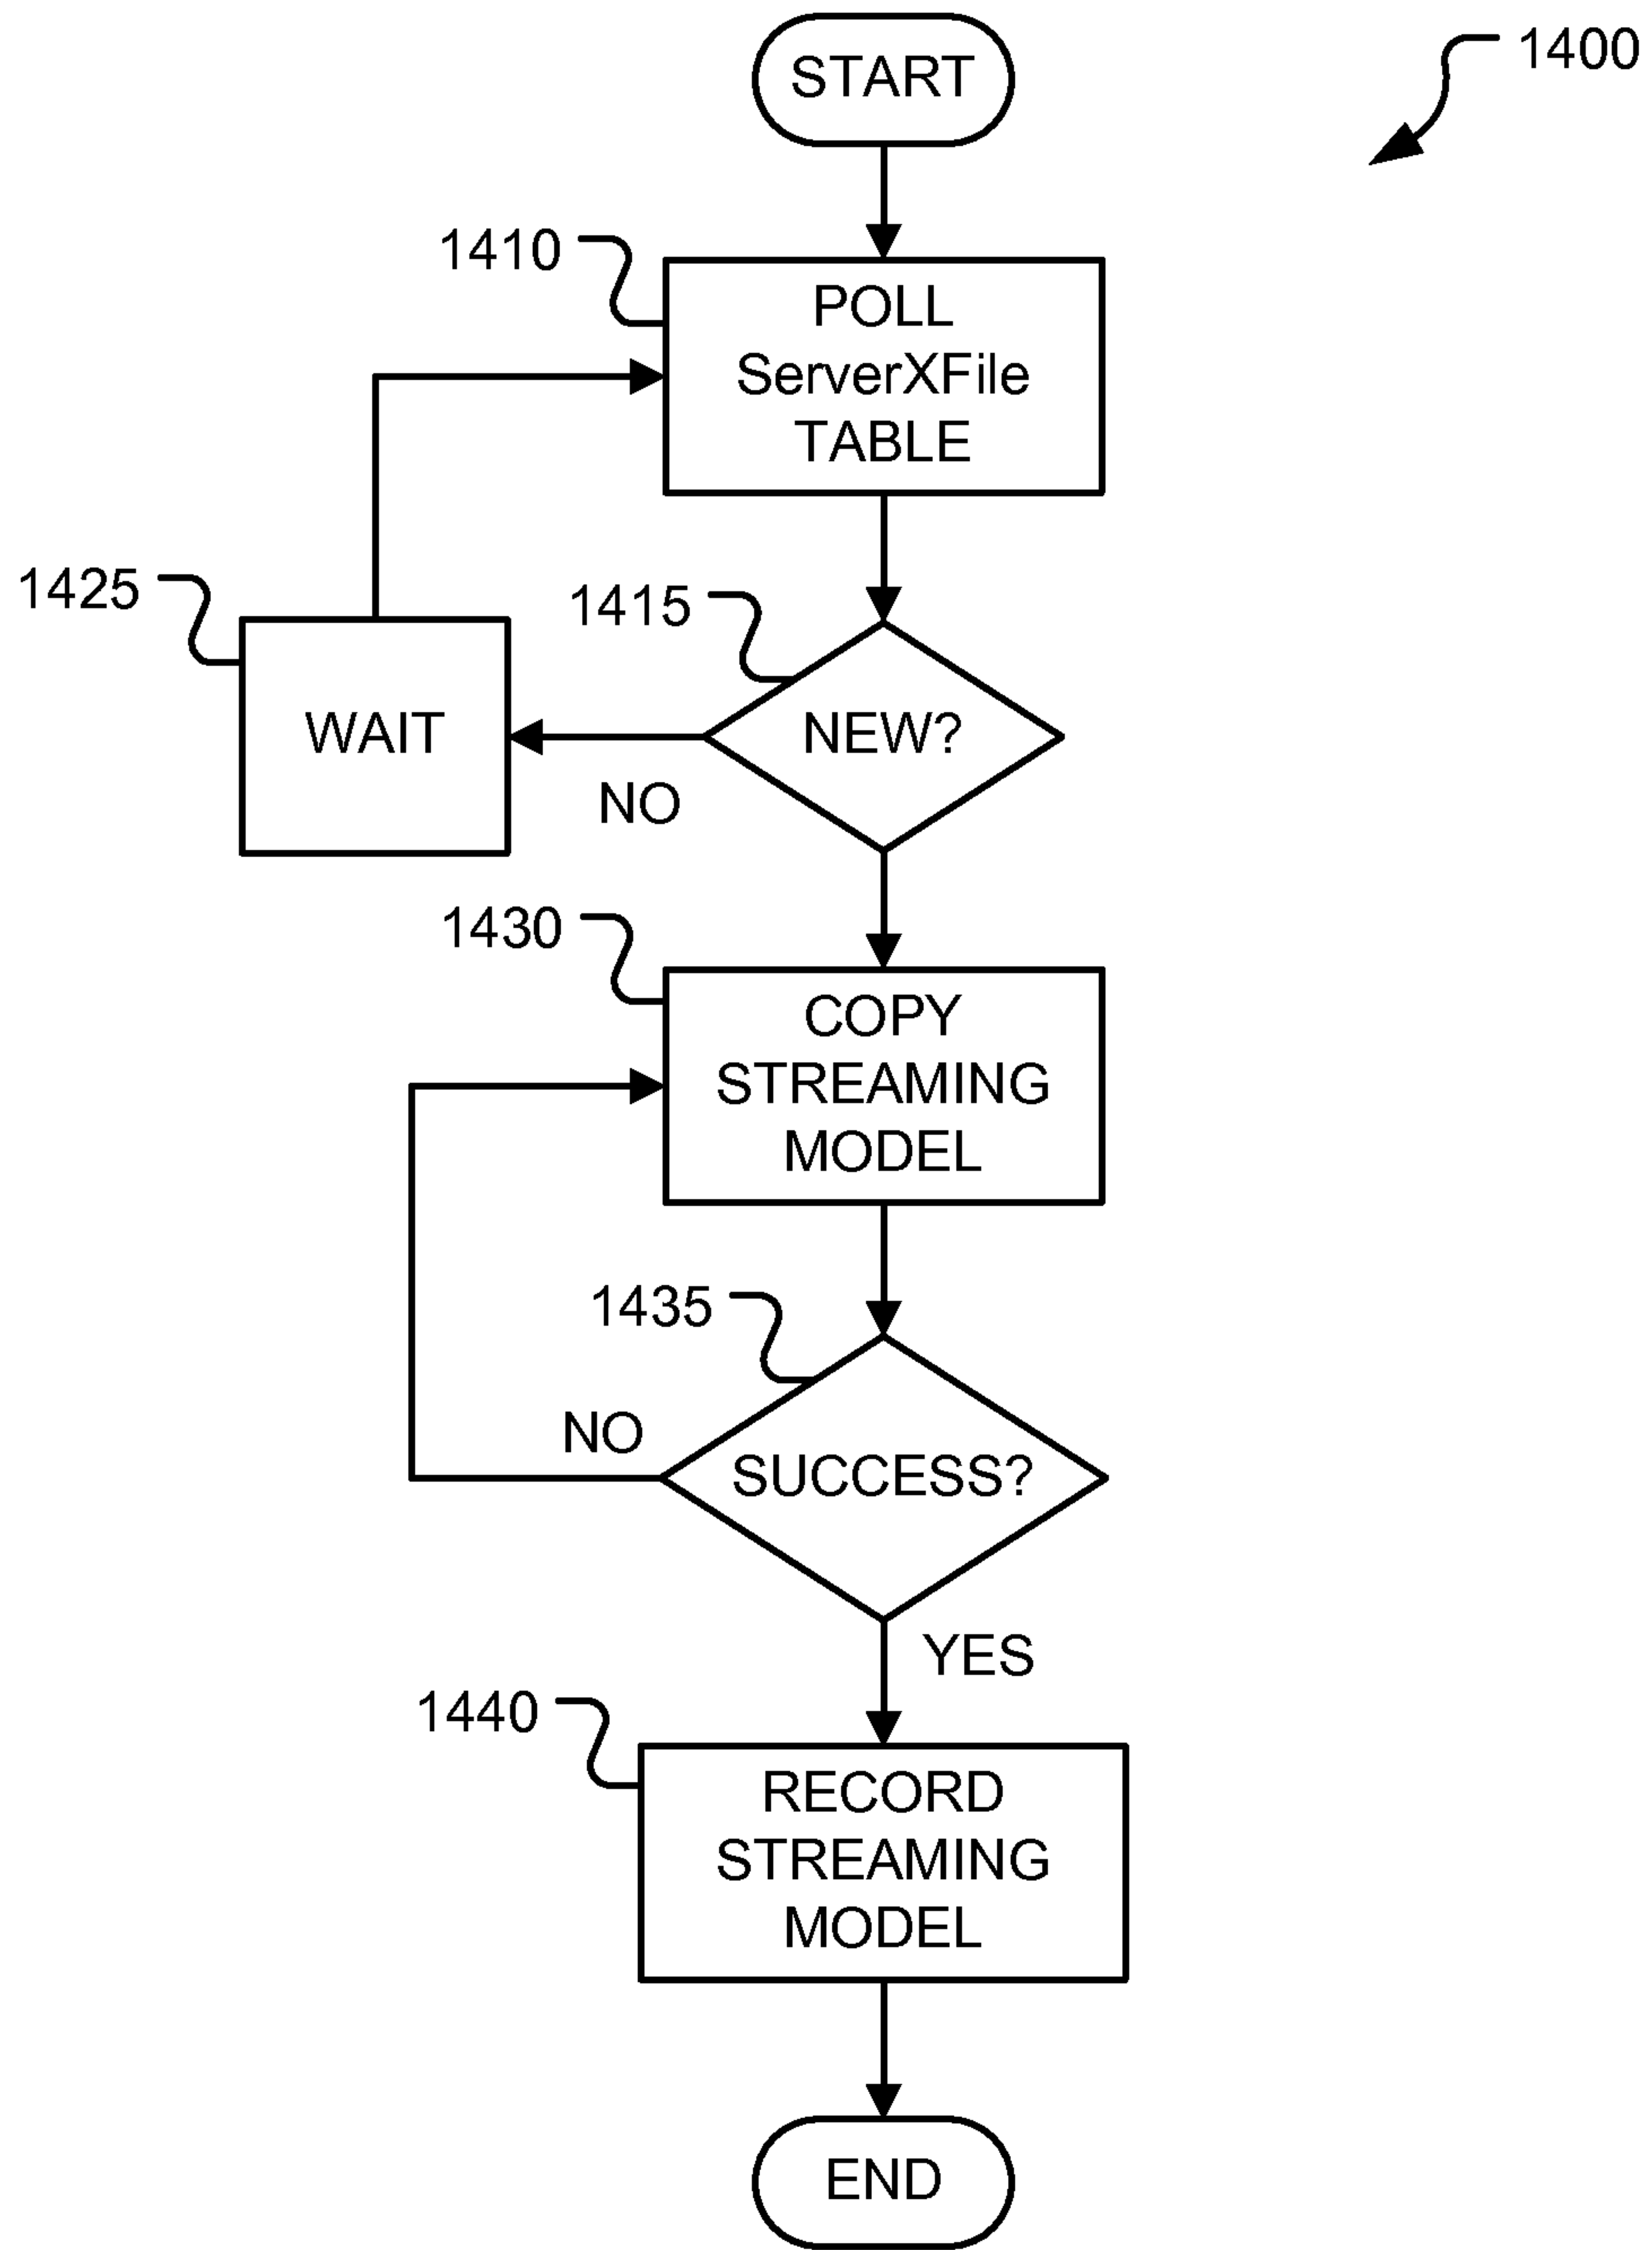 START
1400
1410
POLL
ServerXFile
TABLE
1425
1415
WAIT
NEW?
NO
1430
COPY
STREAMING
MODEL
1435
NO
SUCCESS?
YES
1440
RECORD
STREAMING
MODEL
END